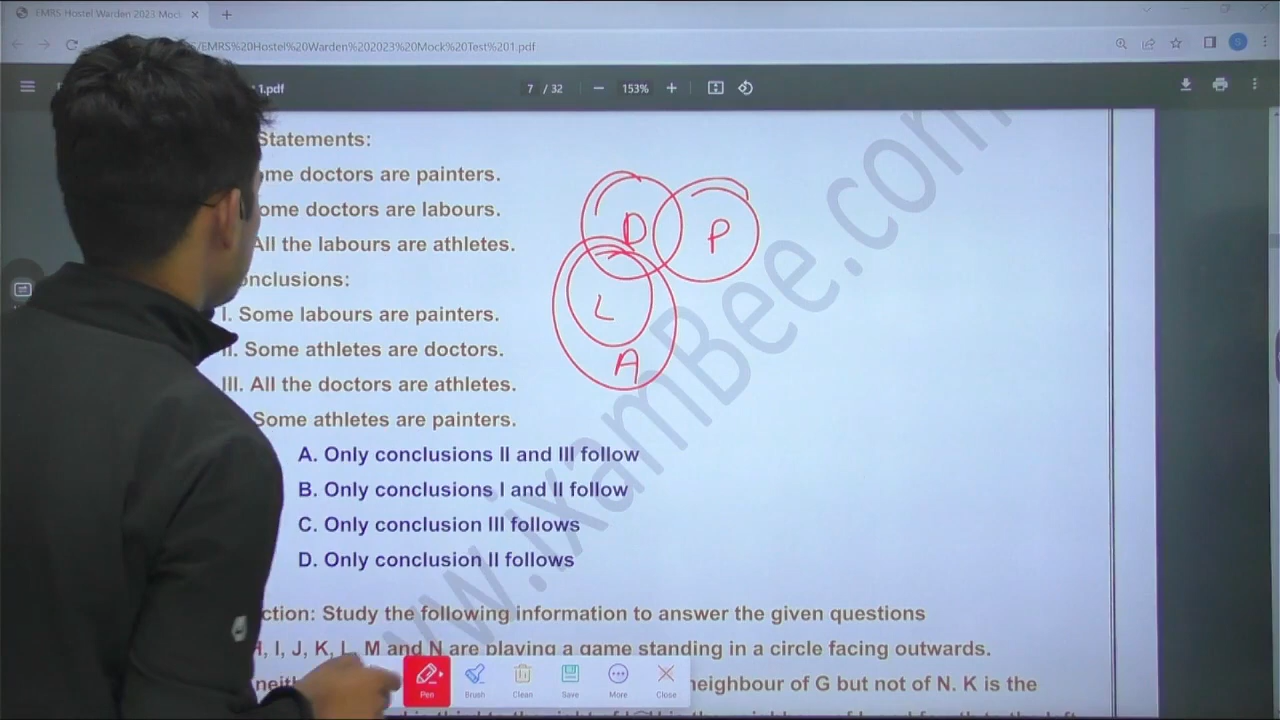 EMRS Hostel Warden 2023 Moc
EMRS%20Hostel%20Warden%202023%20Mock%20Test%201.pdf
1.pdf
7 / 32
153%
Statements:
ome doctors are painters.
ome doctors are labours.
All the labours are athletes.
onclusions:
I. Some labours are painters.
II. Some athletes are doctors.
III. All the doctors are athletes.
Some athletes are painters.
D P
L
A
A. Only conclusions II and III follow
B. Only conclusions I and II follow
C. Only conclusion III follows
D. Only conclusion II follows
www.ixamBee.com
ction: Study the following information to answer the given questions
H, I, J, K, L, M and N are playing a game standing in a circle facing outwards.
neith
neighbour of G but not of N. K is the
Pen Brush Clean Save More Close